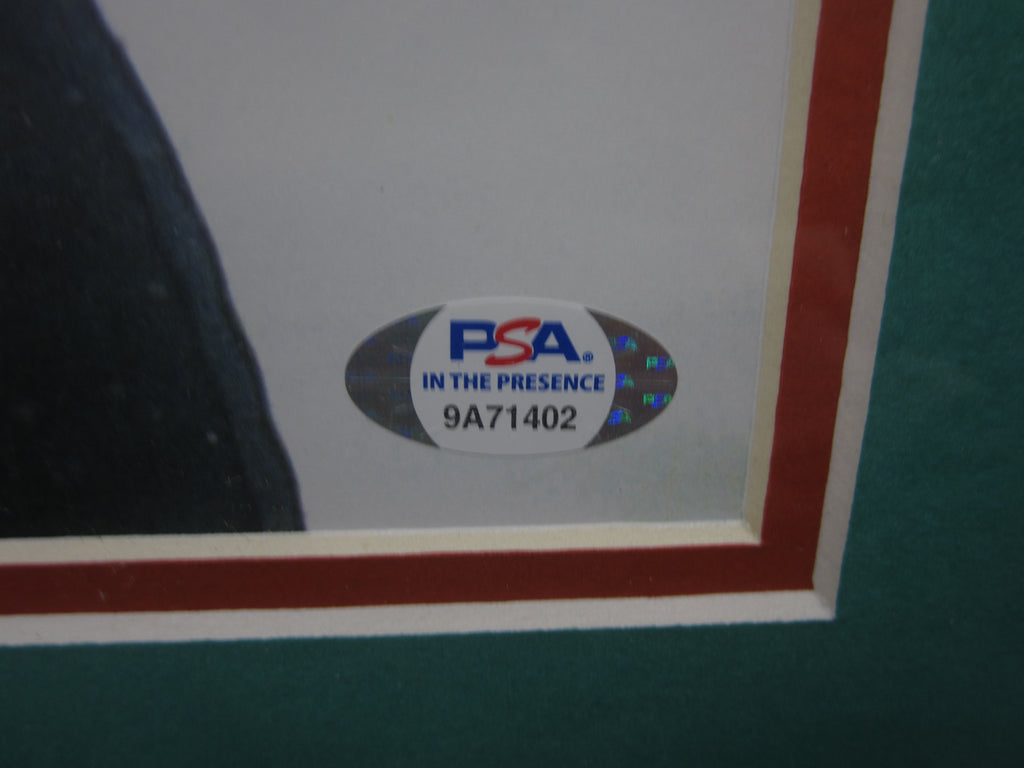 PSA®
IN THE PRESENCE
9A71402